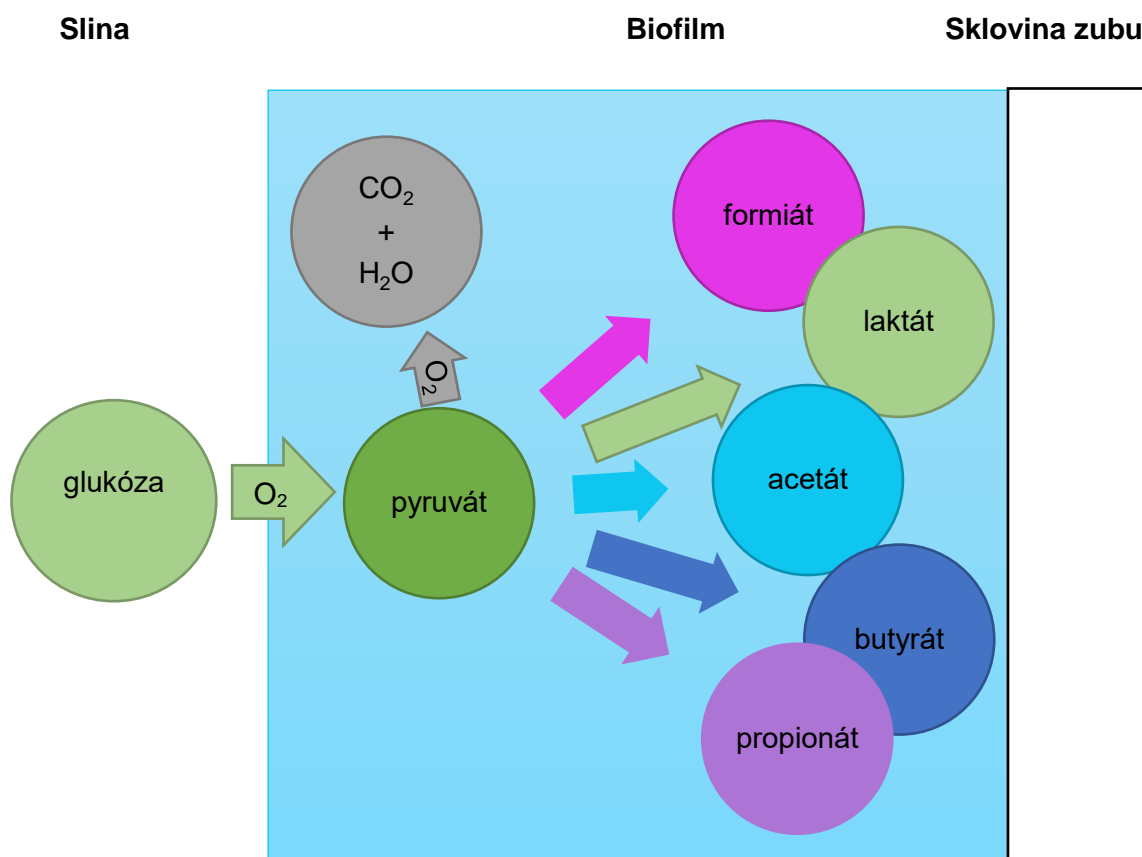 Slina
Biofilm
Sklovina zubu
CO₂
+
H₂O
formiát
laktát
O₂
glukóza
O₂
pyruvát
acetát
butyrát
propionát